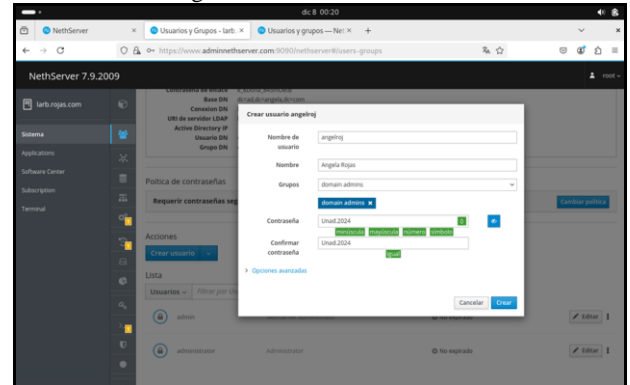 dic 8 00:20
NethServer
Usuarios y Grupos - larb.
Usuarios y grupos — Ne
https://www.adminnethserver.com:9090/nethserver#/users-groups
NethServer 7.9.2009
root
larb.rojas.com
Sistema
Applications
Software Center
Subscription
Terminal
Base DN
Conexion DN
URI de servidor LDAP
Active Directory IP
Usuario DN
Grupo DN
Poítica de contraseñas
Requerir contraseñas seg
Cambiar política
Acciones
Crear usuario
Lista
Usuarios
Filtrar por Us
admin
Editar
administrator
Administrator
No expirado
Editar
Crear usuario angelroj
Nombre de usuario
angelroj
Nombre
Angela Rojas
Grupos
domain admins
domain admins
Contraseña
Unad.2024
minúscula mayúscula número símbolo
Confirmar contraseña
Unad.2024
igual
Opciones avanzadas
Cancelar
Crear